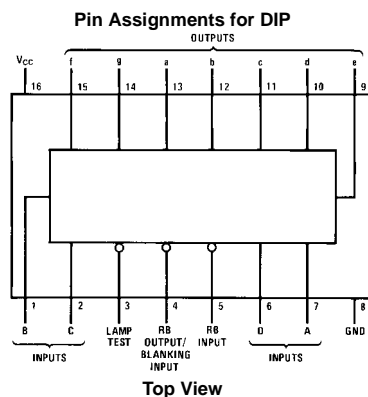 Pin Assignments for DIP
OUTPUTS
VCC f g a b c d e
16 15 14 13 12 11 10 9
1 2 3 4 5 6 7 8
B C LAMP TEST RB OUTPUT/ BLANKING INPUT RB INPUT D A GND
INPUTS INPUTS
Top View